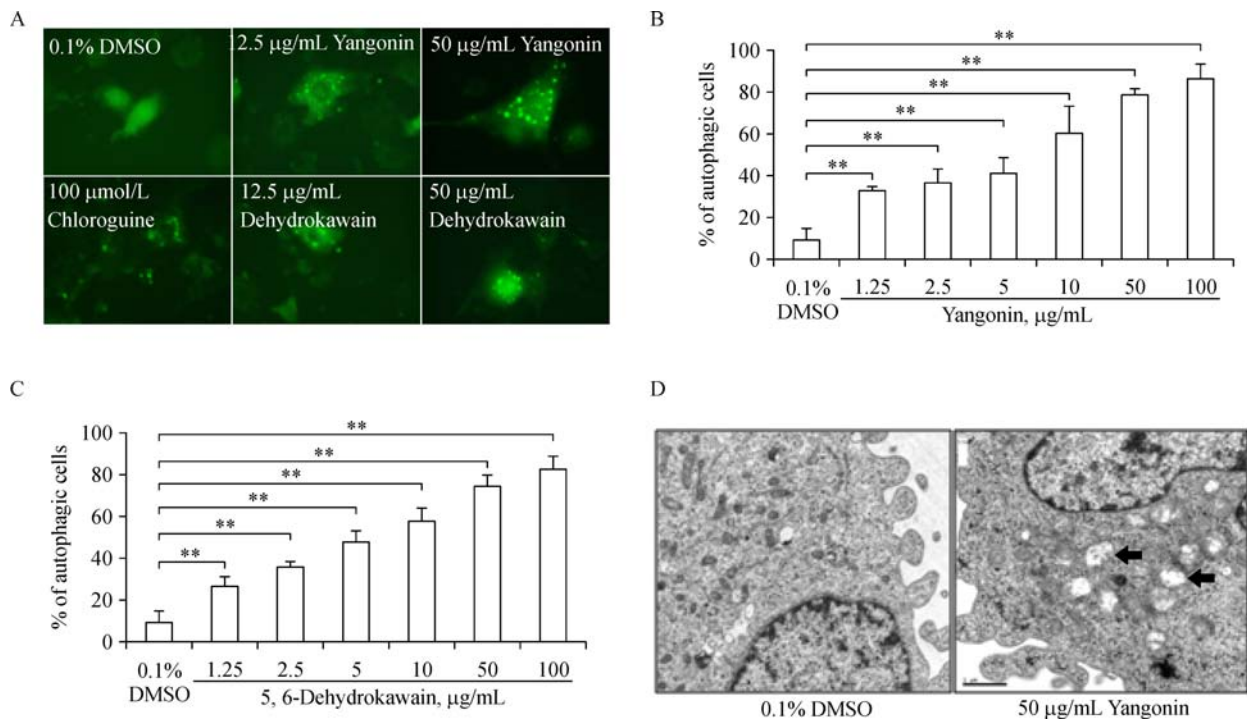 A
0.1% DMSO
12.5 μg/mL Yangonin
50 μg/mL Yangonin
100 μmol/L
Chloroguine
12.5 μg/mL
Dehydrokawain
50 μg/mL
Dehydrokawain
B
% of autophagic cells
100
80
60
40
20
0
**
**
**
**
**
**
0.1%
DMSO
1.25
2.5
5
10
50
100
Yangonin, μg/mL
C
% of autophagic cells
100
80
60
40
20
0
**
**
**
**
**
**
0.1%
DMSO
1.25
2.5
5
10
50
100
5, 6-Dehydrokawain, μg/mL
D
0.1% DMSO
50 μg/mL Yangonin